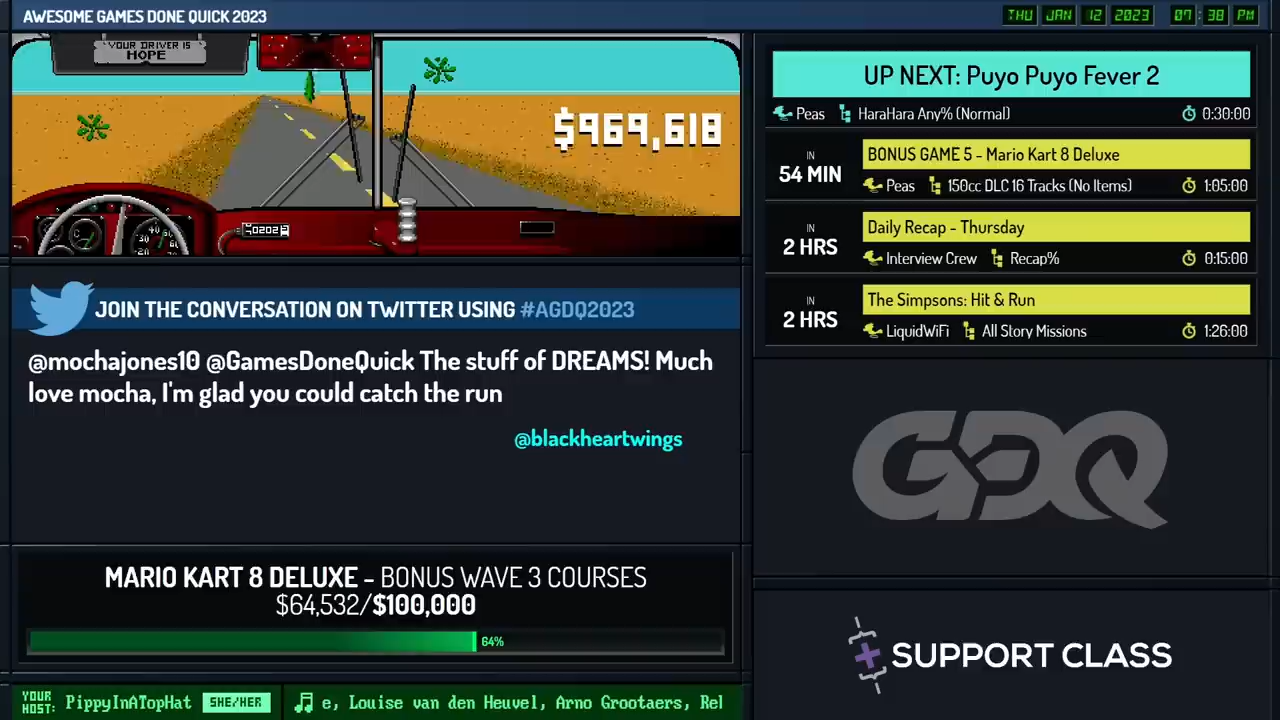 AWESOME GAMES DONE QUICK 2023
THU JAN 12 2023 07:38 PM
YOUR DRIVER IS
HOPE
$969,618
UP NEXT: Puyo Puyo Fever 2
Peas HaraHara Any% (Normal) 0:30:00
IN
54 MIN
BONUS GAME 5 - Mario Kart 8 Deluxe
Peas 150cc DLC 16 Tracks (No Items) 1:05:00
IN
2 HRS
Daily Recap - Thursday
Interview Crew Recap% 0:15:00
IN
2 HRS
The Simpsons: Hit & Run
LiquidWiFi All Story Missions 1:26:00
JOIN THE CONVERSATION ON TWITTER USING #AGDQ2023
@mochajones10 @GamesDoneQuick The stuff of DREAMS! Much
love mocha, I'm glad you could catch the run
@blackheartwings
GDQ
MARIO KART 8 DELUXE - BONUS WAVE 3 COURSES
$64,532/$100,000
64%
SUPPORT CLASS
YOUR
HOST: PippyInATopHat SHE/HER
e, Louise van den Heuvel, Arno Grootaers, Rel